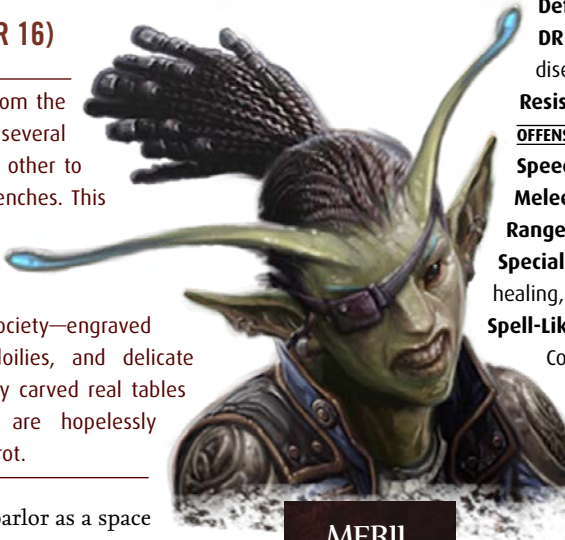 R 16)
om the
several
other to
enches. This
ociety—engraved
loilies, and delicate
y carved real tables
are hopelessly
rot.
parlor as a space
Def
DR
dise
Resis
OFFENS
Speed
Melee
Range
Special
healing,
Spell-Lik
Co
MERII